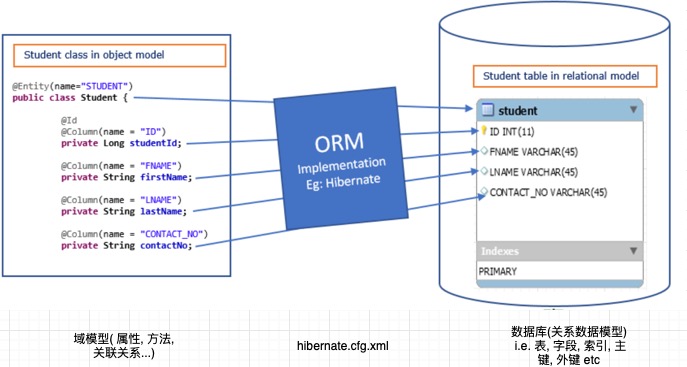 Student class in object model
@Entity(name="STUDENT")
public class Student {
@Id
@Column(name = "ID")
private Long studentId;
@Column(name = "FNAME")
private String firstName;
@Column(name = "LNAME")
private String lastName;
@Column(name = "CONTACT_NO")
private String contactNo;
ORM
Implementation
Eg: Hibernate
Student table in relational model
student
ID INT(11)
FNAME VARCHAR(45)
LNAME VARCHAR(45)
CONTACT_NO VARCHAR(45)
Indexes
PRIMARY
域模型( 属性, 方法,
关联关系...)
hibernate.cfg.xml
数据库(关系数据模型)
i.e. 表, 字段, 索引, 主
键, 外键 etc